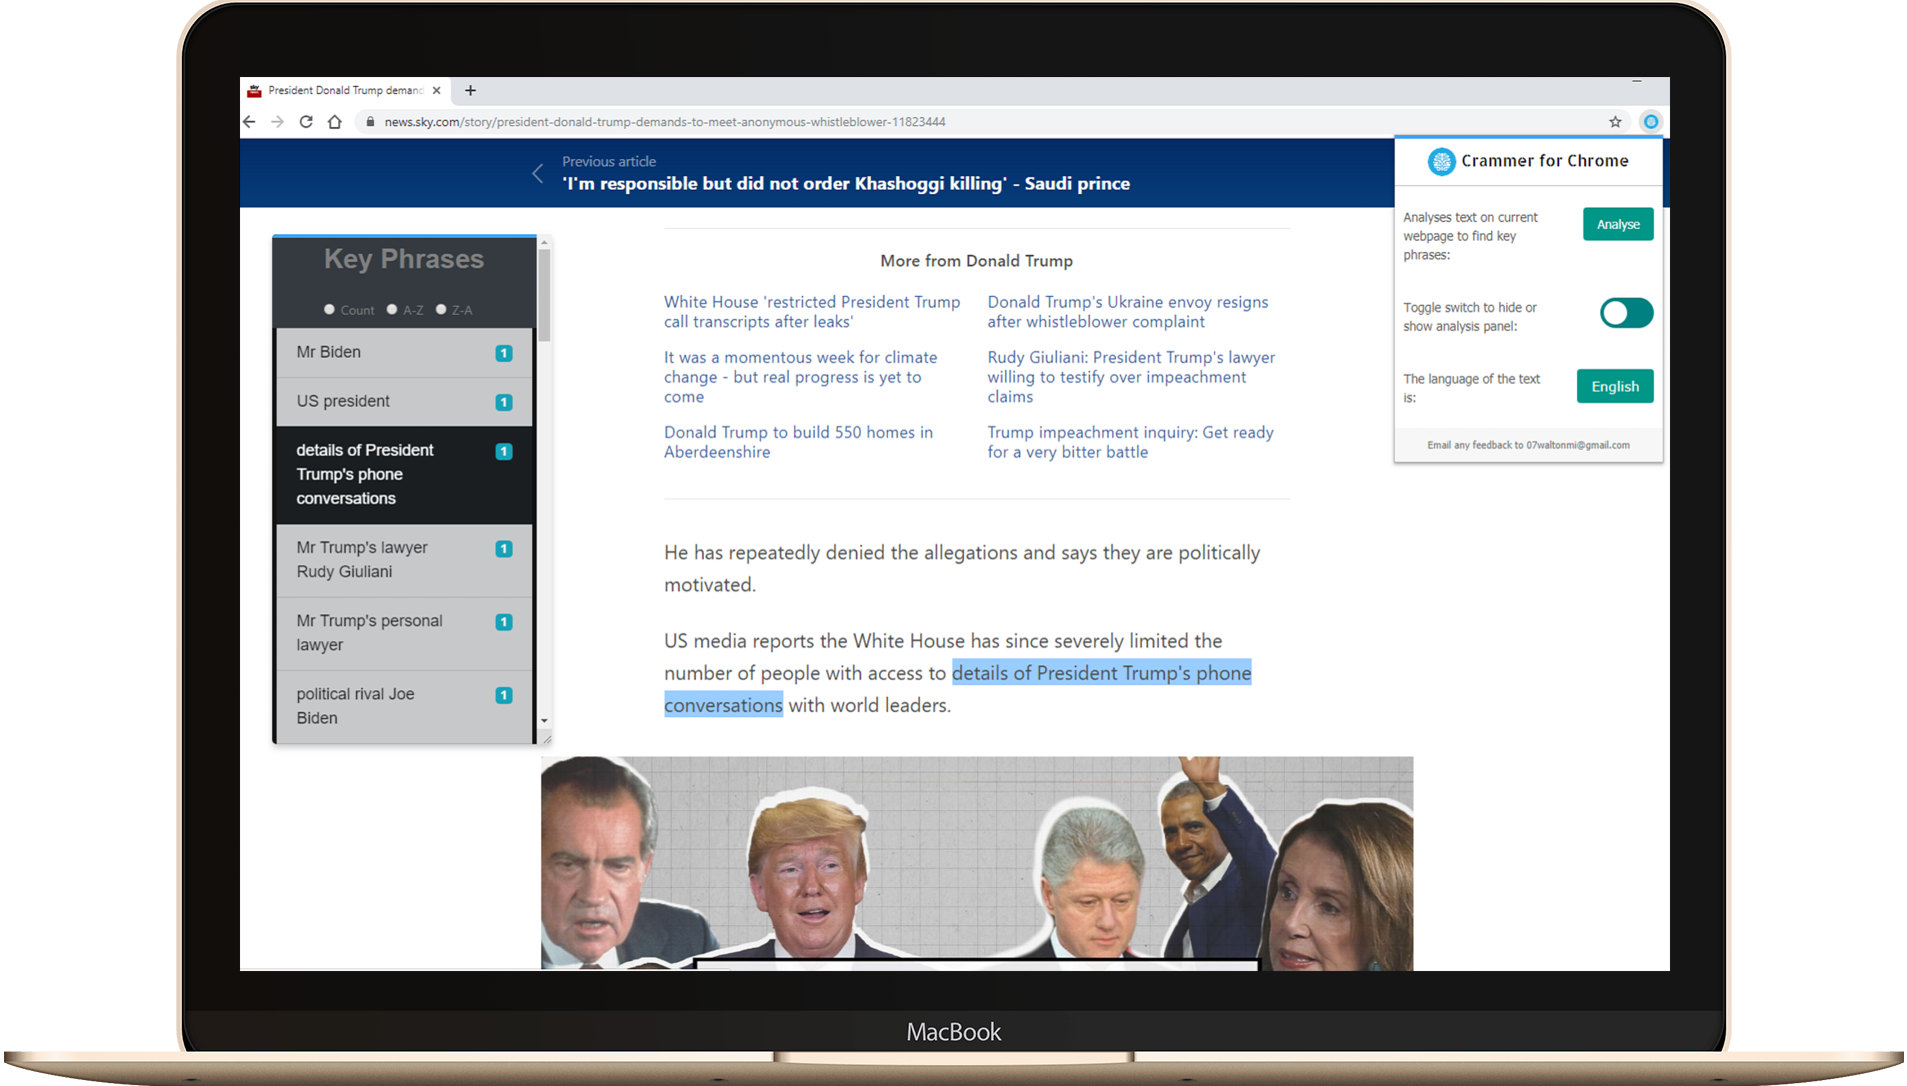 President Donald Trump demand
news.sky.com/story/president-donald-trump-demands-to-meet-anonymous-whistleblower-11823444
Previous article
'I'm responsible but did not order Khashoggi killing' - Saudi prince
Crammer for Chrome
Analyses text on current
webpage to find key
phrases:
Analyse
Toggle switch to hide or
show analysis panel:
The language of the text
is:
English
Email any feedback to 07waltonmi@gmail.com
Key Phrases
Count A-Z Z-A
Mr Biden 1
US president 1
details of President 1
Trump's phone
conversations
Mr Trump's lawyer 1
Rudy Giuliani
Mr Trump's personal 1
lawyer
political rival Joe 1
Biden
More from Donald Trump
White House 'restricted President Trump
call transcripts after leaks'
Donald Trump's Ukraine envoy resigns
after whistleblower complaint
It was a momentous week for climate
change - but real progress is yet to
come
Rudy Giuliani: President Trump's lawyer
willing to testify over impeachment
claims
Donald Trump to build 550 homes in
Aberdeenshire
Trump impeachment inquiry: Get ready
for a very bitter battle
He has repeatedly denied the allegations and says they are politically
motivated.
US media reports the White House has since severely limited the
number of people with access to details of President Trump's phone
conversations with world leaders.
MacBook